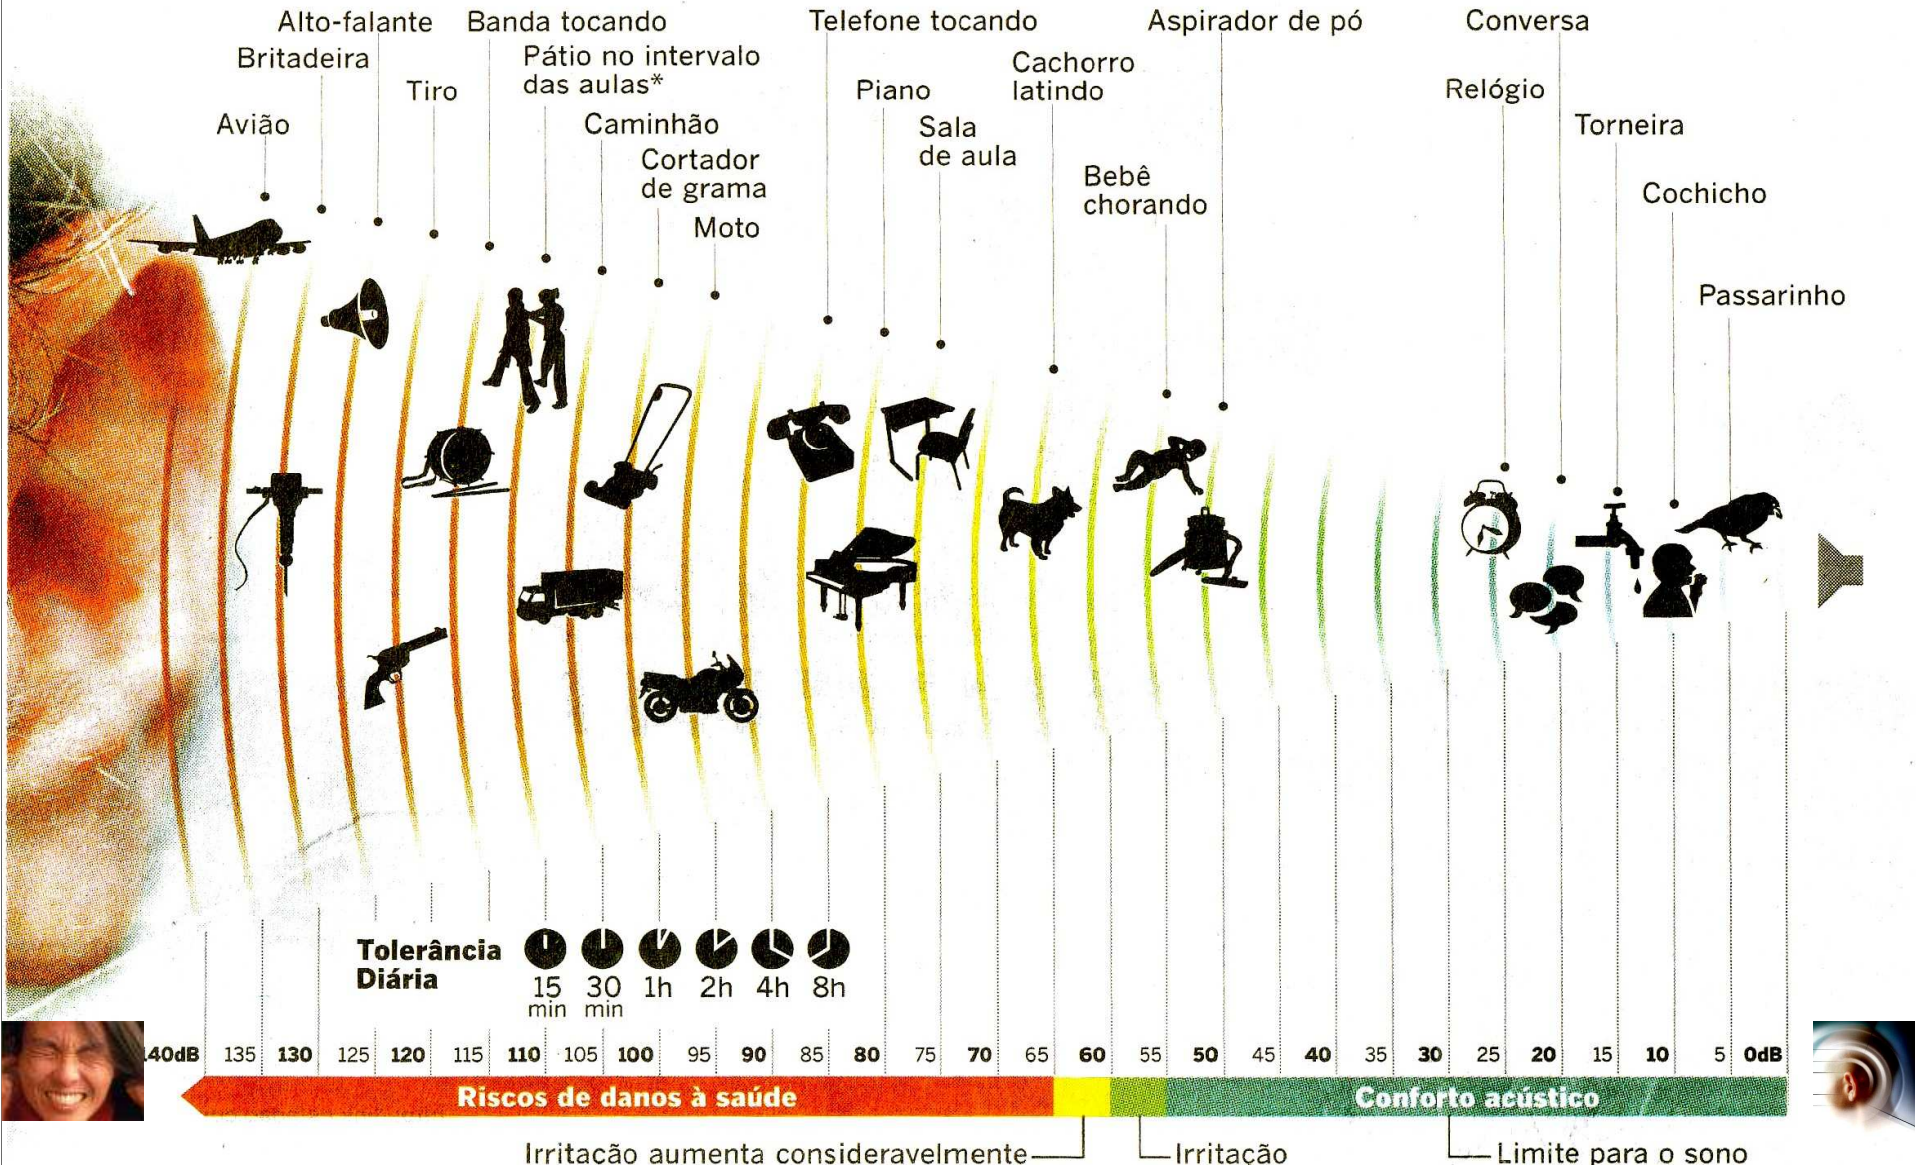 Alto-falante
Banda tocando
Telefone tocando
Aspirador de pó
Conversa
Britadeira
Pátio no intervalo
das aulas*
Cachorro
latindo
Tiro
Piano
Relógio
Avião
Caminhão
Sala
de aula
Torneira
Cortador
de grama
Bebê
chorando
Cochicho
Moto
Passarinho
Tolerância
Diária
15
min
30
min
1h
2h
4h
8h
140dB 135 130 125 120 115 110 105 100 95 90 85 80 75 70 65 60 55 50 45 40 35 30 25 20 15 10 5 0dB
Riscos de danos à saúde
Conforto acústico
Irritação aumenta consideravelmente
Irritação
Limite para o sono